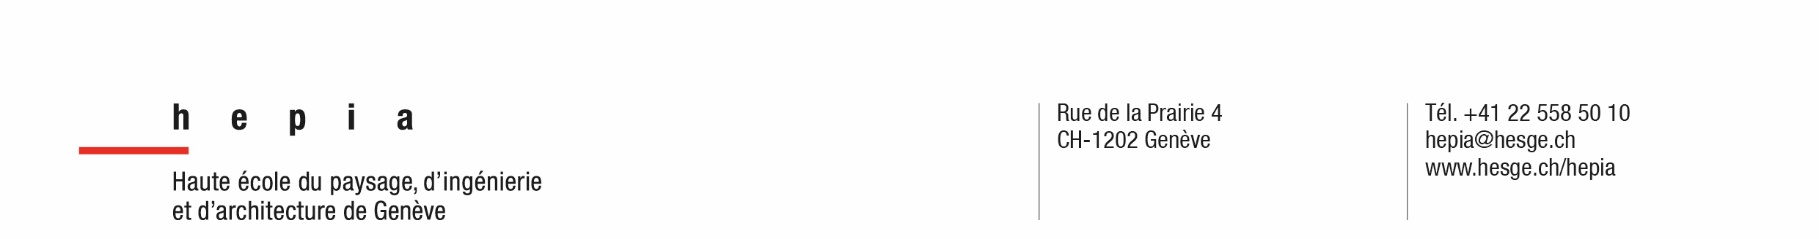 h e p i a
Haute école du paysage, d’ingénierie
et d’architecture de Genève
Rue de la Prairie 4
CH-1202 Genève
Tél. +41 22 558 50 10
hepia@hesge.ch
www.hesge.ch/hepia